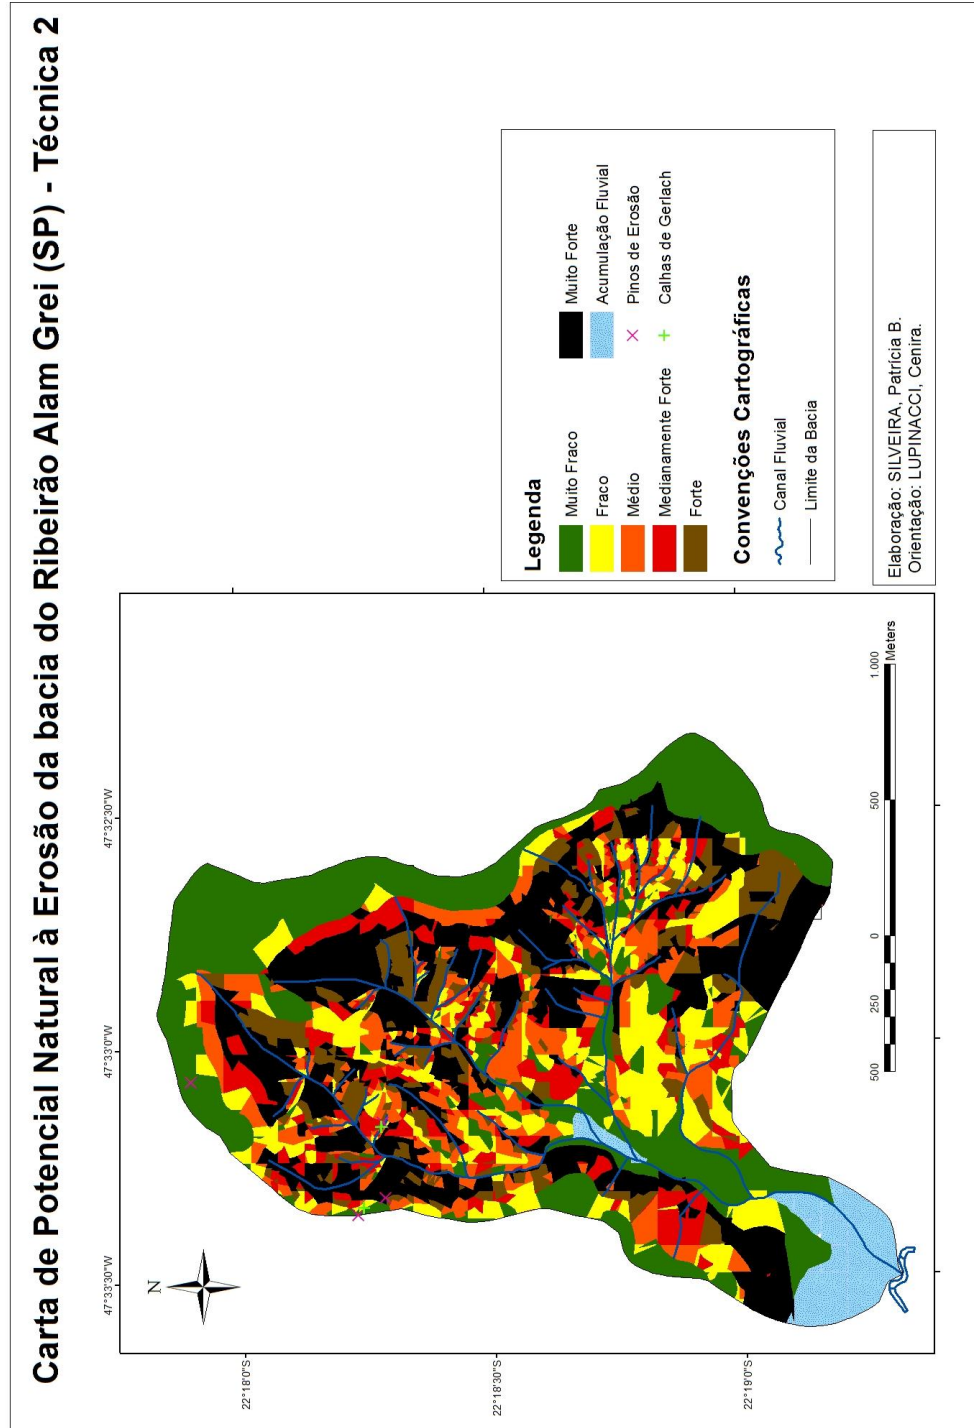 Carta de Potencial Natural à Erosão da bacia do Ribeirão Alam Grei (SP) - Técnica 2
47°33'30"W
47°33'0"W
47°32'30"W
N
22°18'0"S
22°18'30"S
22°19'0"S
500
250
0
500
1.000
Meters
Legenda
Muito Fraco
Fraco
Médio
Medianamente Forte
Forte
Muito Forte
Acumulação Fluvial
Pinos de Erosão
Calhas de Gerlach
Convenções Cartográficas
Canal Fluvial
Limite da Bacia
Elaboração: SILVEIRA, Patrícia B.
Orientação: LUPINACCI, Cenira.